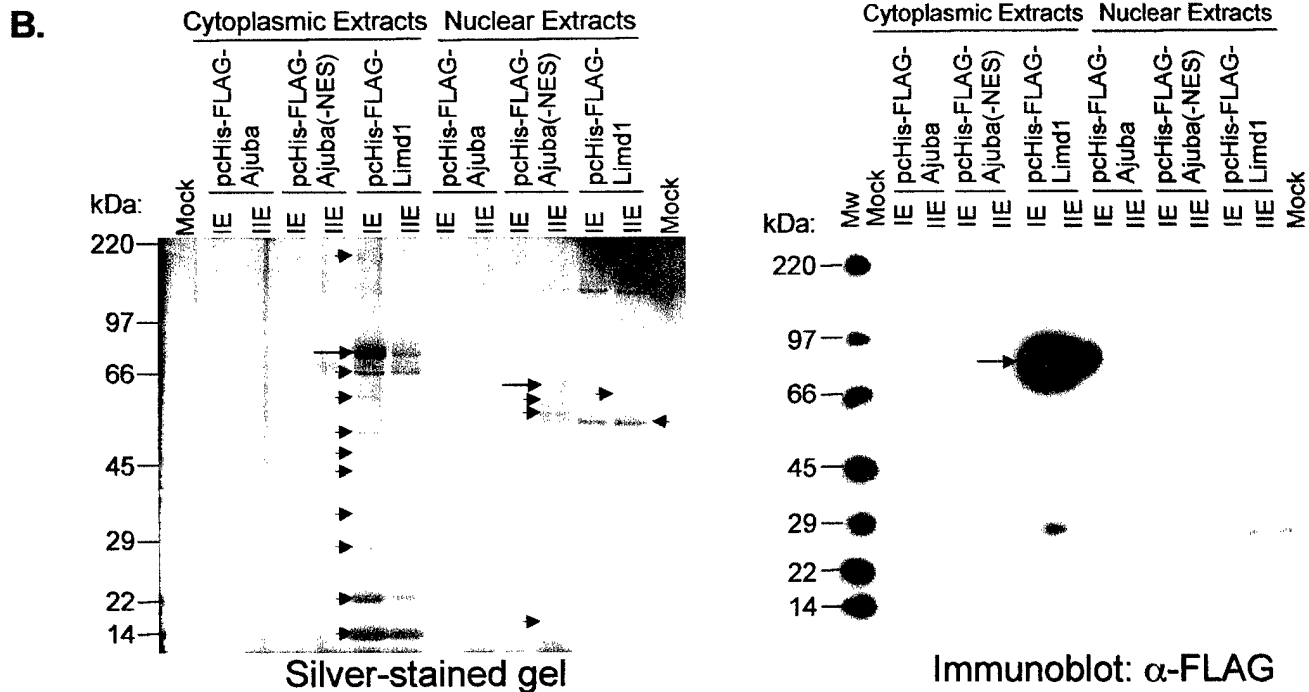 B.
Cytoplasmic Extracts Nuclear Extracts
Mock
pcHis-FLAG-
Ajuba
pcHis-FLAG-
Ajuba(-NES)
pcHis-FLAG-
Limd1
pcHis-FLAG-
Ajuba
pcHis-FLAG-
Ajuba(-NES)
pcHis-FLAG-
Limd1
Mock
kDa:
IE IIE IE IIE IE IIE IE IIE IE IIE IE IIE
220
97
66
45
29
22
14
Silver-stained gel
Cytoplasmic Extracts Nuclear Extracts
Mw
Mock
pcHis-FLAG-
Ajuba
pcHis-FLAG-
Ajuba(-NES)
pcHis-FLAG-
Limd1
pcHis-FLAG-
Ajuba
pcHis-FLAG-
Ajuba(-NES)
pcHis-FLAG-
Limd1
Mock
kDa:
IE IIE IE IIE IE IIE IE IIE IE IIE IE IIE
220
97
66
45
29
22
14
Immunoblot: α-FLAG